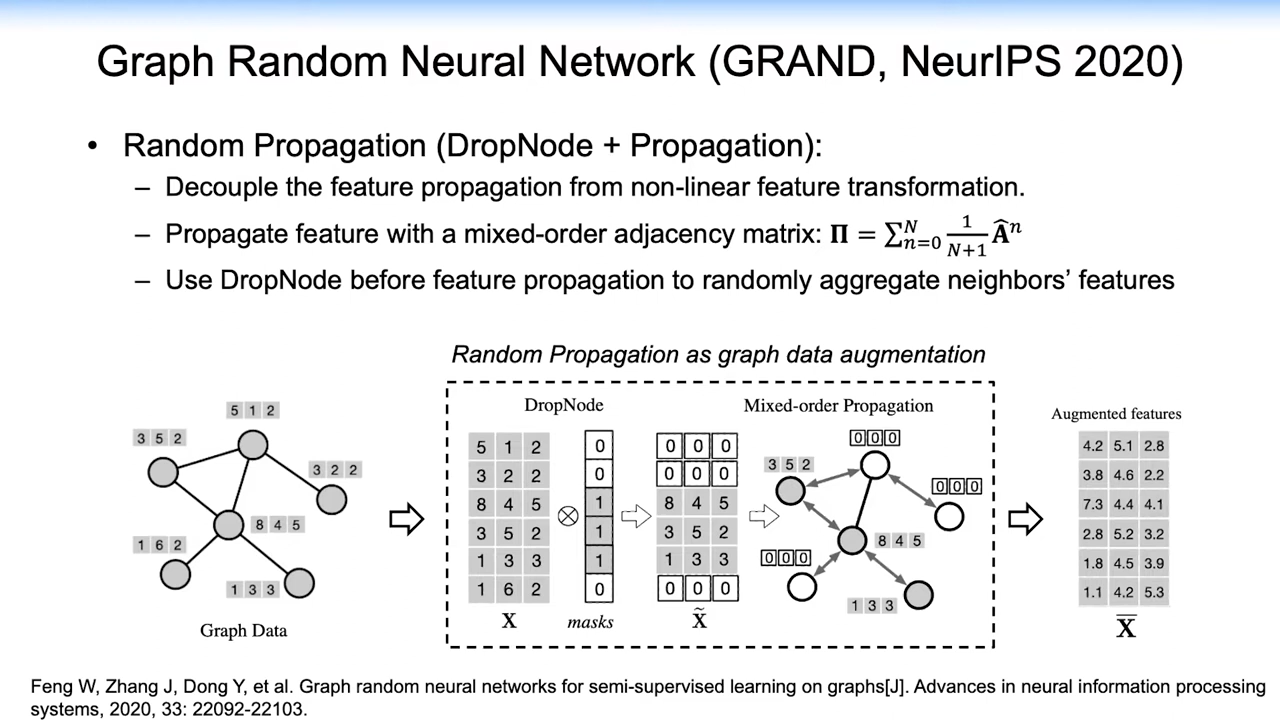 Graph Random Neural Network (GRAND, NeurIPS 2020)
• Random Propagation (DropNode + Propagation):
– Decouple the feature propagation from non-linear feature transformation.
– Propagate feature with a mixed-order adjacency matrix: 𝚷 = ∑ₙ₌₀ᴺ 1/(N+1) Âⁿ
– Use DropNode before feature propagation to randomly aggregate neighbors' features
Random Propagation as graph data augmentation
5 1 2
3 5 2
3 2 2
8 4 5
1 6 2
1 3 3
Graph Data
DropNode
5 1 2
3 2 2
8 4 5
3 5 2
1 3 3
1 6 2
X
⊗
0
0
1
1
1
0
masks
0 0 0
0 0 0
8 4 5
3 5 2
1 3 3
0 0 0
X̃
Mixed-order Propagation
0 0 0
3 5 2
0 0 0
8 4 5
0 0 0
1 3 3
Augmented features
4.2 5.1 2.8
3.8 4.6 2.2
7.3 4.4 4.1
2.8 5.2 3.2
1.8 4.5 3.9
1.1 4.2 5.3
X̅
Feng W, Zhang J, Dong Y, et al. Graph random neural networks for semi-supervised learning on graphs[J]. Advances in neural information processing
systems, 2020, 33: 22092-22103.